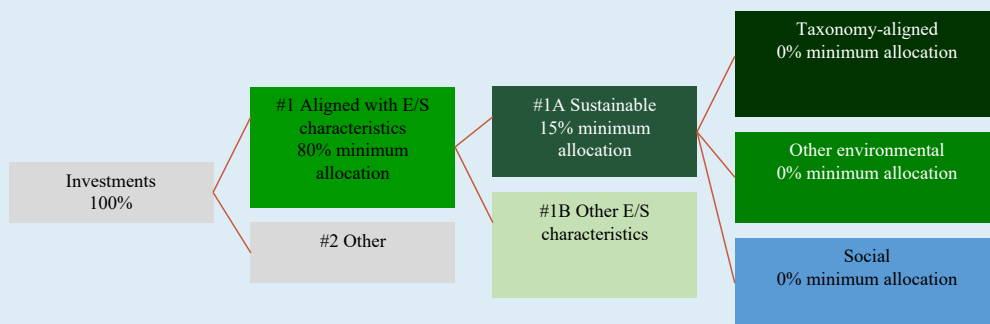 Investments
100%
#1 Aligned with E/S
characteristics
80% minimum
allocation
#2 Other
#1A Sustainable
15% minimum
allocation
#1B Other E/S
characteristics
Taxonomy-aligned
0% minimum allocation
Other environmental
0% minimum allocation
Social
0% minimum allocation